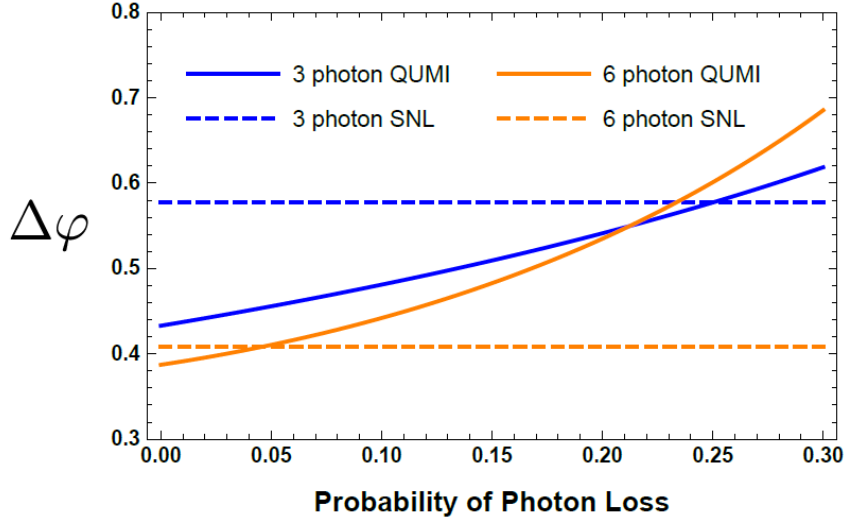 0.8
3 photon QUMI 6 photon QUMI
0.7
3 photon SNL 6 photon SNL
0.6
Δφ
0.5
0.4
0.3
0.00 0.05 0.10 0.15 0.20 0.25 0.30
Probability of Photon Loss